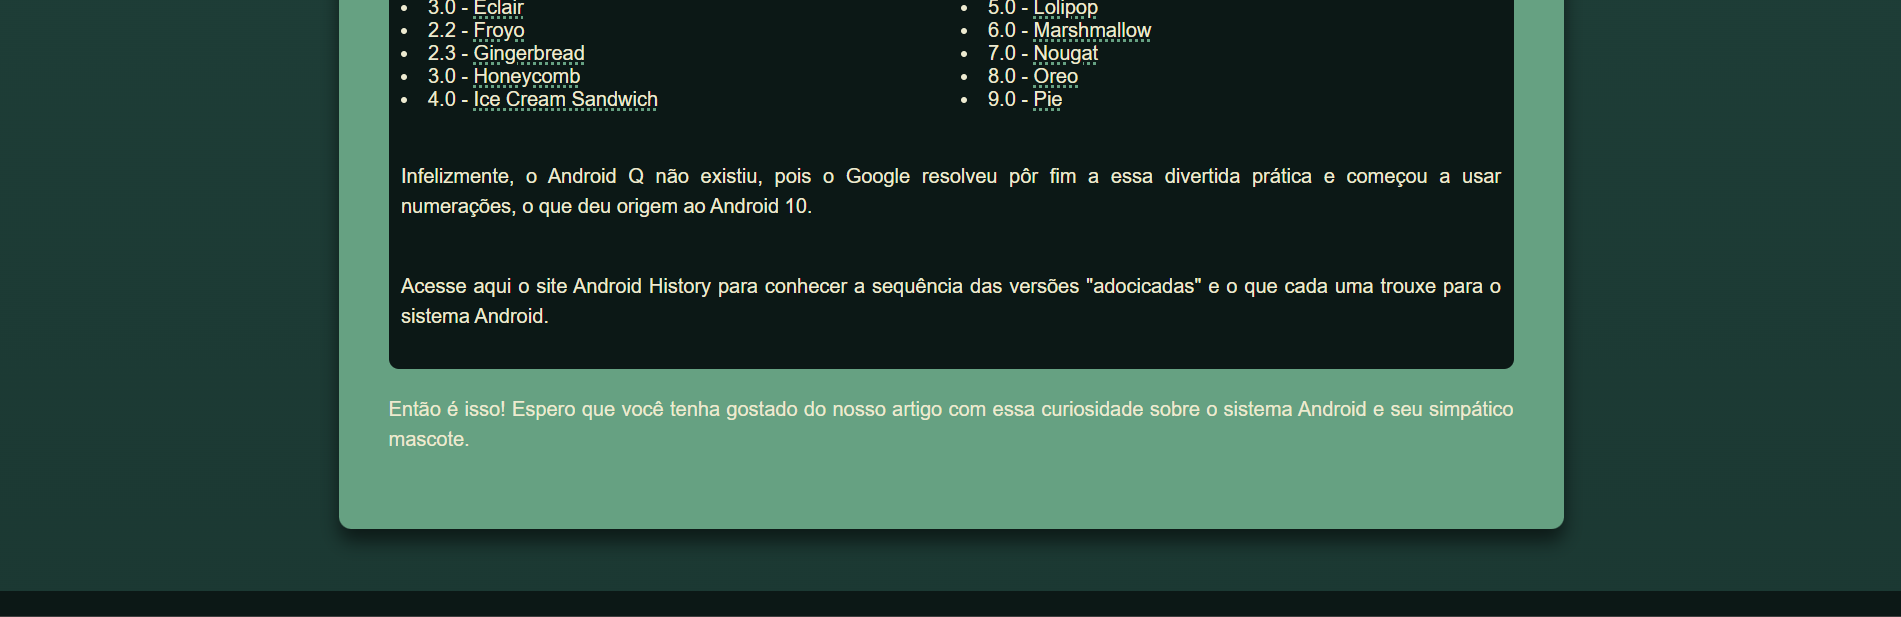 3.0 - Eclair
2.2 - Froyo
2.3 - Gingerbread
3.0 - Honeycomb
4.0 - Ice Cream Sandwich
5.0 - Lolipop
6.0 - Marshmallow
7.0 - Nougat
8.0 - Oreo
9.0 - Pie
Infelizmente, o Android Q não existiu, pois o Google resolveu pôr fim a essa divertida prática e começou a usar
numerações, o que deu origem ao Android 10.
Acesse aqui o site Android History para conhecer a sequência das versões "adocicadas" e o que cada uma trouxe para o
sistema Android.
Então é isso! Espero que você tenha gostado do nosso artigo com essa curiosidade sobre o sistema Android e seu simpático
mascote.